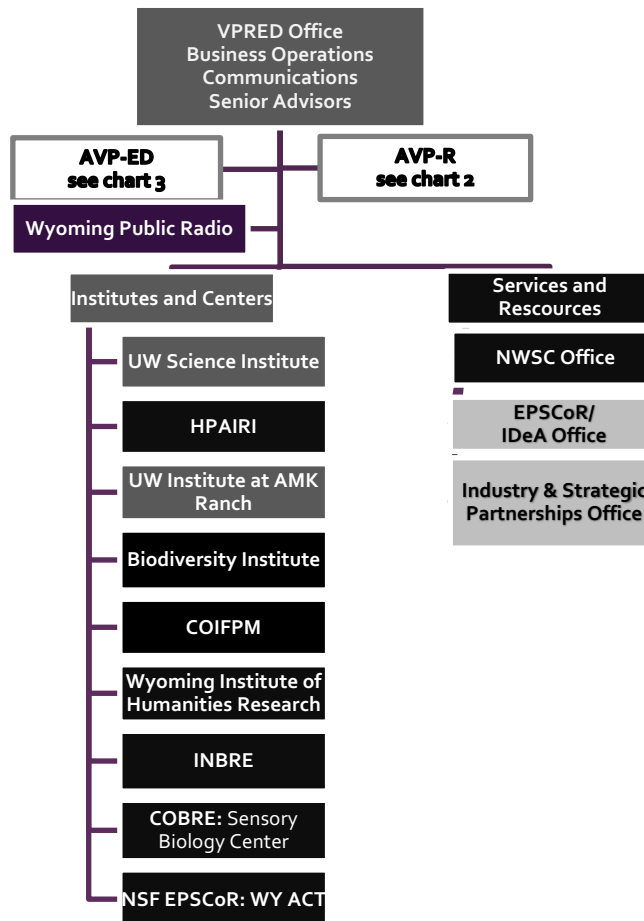 VPRED Office
Business Operations
Communications
Senior Advisors
AVP-ED
see chart 3
AVP-R
see chart 2
Wyoming Public Radio
Institutes and Centers
UW Science Institute
HPAIRI
UW Institute at AMK
Ranch
Biodiversity Institute
COIFPM
Wyoming Institute of
Humanities Research
INBRE
COBRE: Sensory
Biology Center
NSF EPSCoR: WY ACT
Services and
Rescources
NWSC Office
EPSCoR/
IDeA Office
Industry & Strategic
Partnerships Office